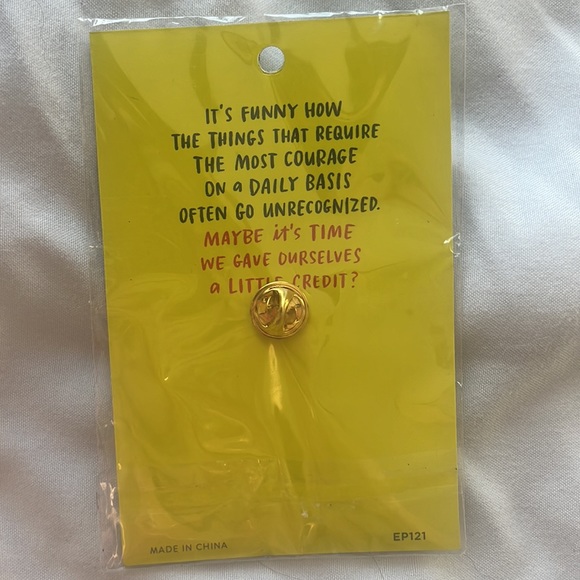 IT'S FUNNY HOW
THE THINGS THAT REQUIRE
THE MOST COURAGE
ON a DAILY BASIS
OFTEN GO UNRECOGNIZED.
MAYBE it's TIME
WE GAVE OURSELVES
a LITTLE CREDIT?
MADE IN CHINA
EP121